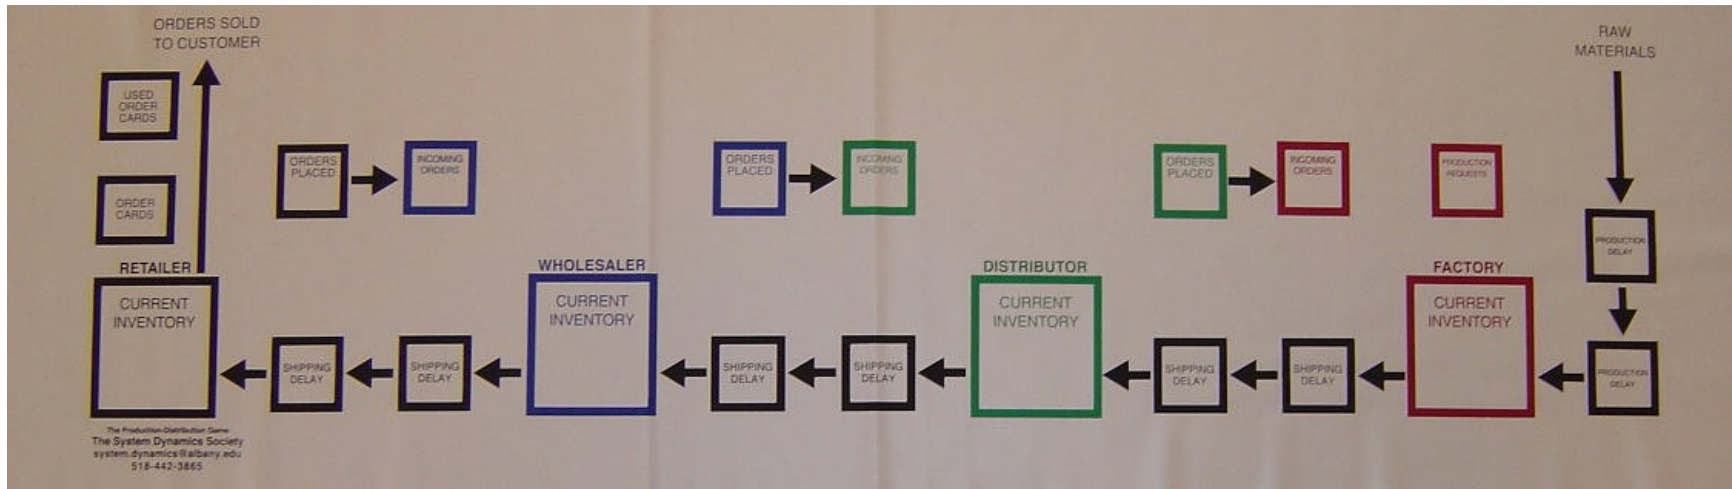 ORDERS SOLD
TO CUSTOMER
RAW
MATERIALS
USED
ORDER
CARDS
ORDERS
PLACED
INCOMING
ORDERS
ORDERS
PLACED
INCOMING
ORDERS
ORDERS
PLACED
INCOMING
ORDERS
PRODUCTION
REQUESTS
ORDER
CARDS
PRODUCTION
DELAY
RETAILER
CURRENT
INVENTORY
WHOLESALER
CURRENT
INVENTORY
DISTRIBUTOR
CURRENT
INVENTORY
FACTORY
CURRENT
INVENTORY
SHIPPING
DELAY
SHIPPING
DELAY
SHIPPING
DELAY
SHIPPING
DELAY
SHIPPING
DELAY
SHIPPING
DELAY
PRODUCTION
DELAY
The Production-Distribution Game
The System Dynamics Society
system.dynamics@albany.edu
518-442-3865